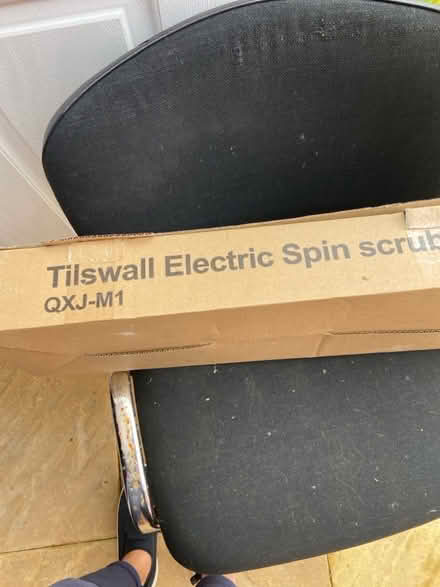 Tilswall Electric Spin scrub
QXJ-M1